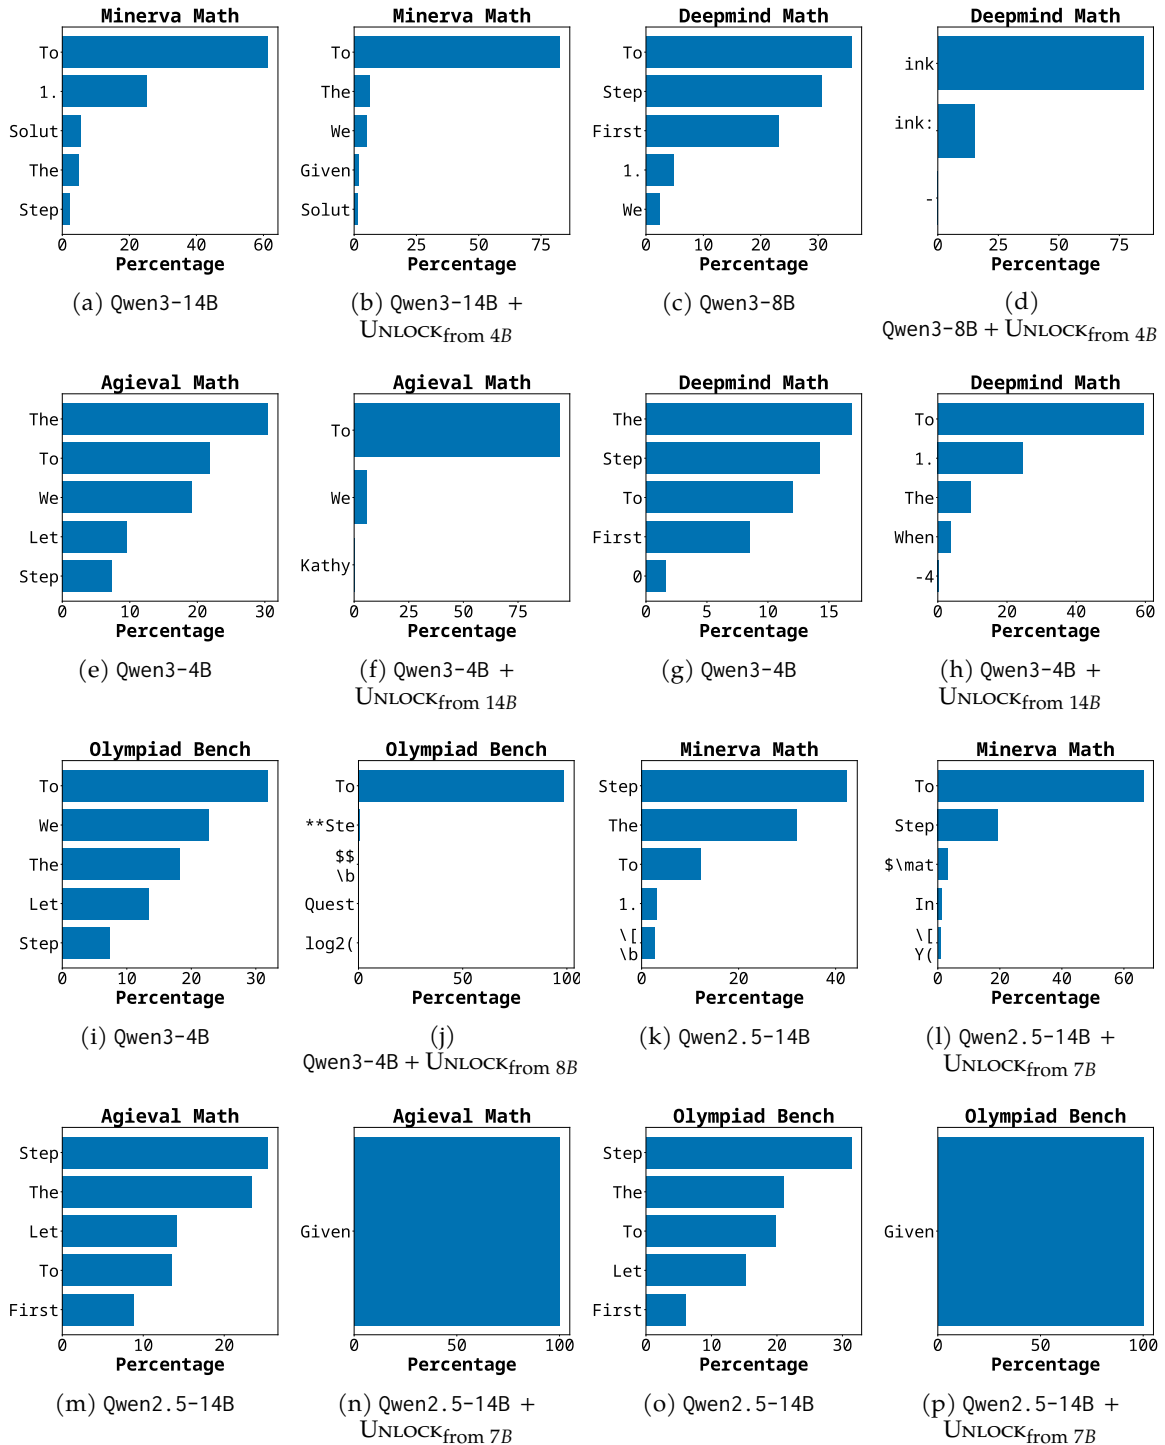 Minerva Math
To
1.
Solut
The
Step
0 20 40 60
Percentage
(a) Qwen3-14B
Minerva Math
To
The
We
Given
Solut
0 25 50 75
Percentage
(b) Qwen3-14B +
UNLOCKfrom 4B
Deepmind Math
To
Step
First
1.
We
0 10 20 30
Percentage
(c) Qwen3-8B
Deepmind Math
ink
ink:
-
0 25 50 75
Percentage
(d)
Qwen3-8B + UNLOCKfrom 4B
Agieval Math
The
To
We
Let
Step
0 10 20 30
Percentage
(e) Qwen3-4B
Agieval Math
To
We
Kathy
0 25 50 75
Percentage
(f) Qwen3-4B +
UNLOCKfrom 14B
Deepmind Math
The
Step
To
First
0
0 5 10 15
Percentage
(g) Qwen3-4B
Deepmind Math
To
1.
The
When
-4
0 20 40 60
Percentage
(h) Qwen3-4B +
UNLOCKfrom 14B
Olympiad Bench
To
We
The
Let
Step
0 10 20 30
Percentage
(i) Qwen3-4B
Olympiad Bench
To
**Ste
$$
\b
Quest
log2(
0 50 100
Percentage
(j)
Qwen3-4B + UNLOCKfrom 8B
Minerva Math
Step
The
To
1.
\[
\b
0 20 40
Percentage
(k) Qwen2.5-14B
Minerva Math
To
Step
$\mat
In
\[
Y(
0 20 40 60
Percentage
(l) Qwen2.5-14B +
UNLOCKfrom 7B
Agieval Math
Step
The
Let
To
First
0 10 20
Percentage
(m) Qwen2.5-14B
Agieval Math
Given
0 50 100
Percentage
(n) Qwen2.5-14B +
UNLOCKfrom 7B
Olympiad Bench
Step
The
To
Let
First
0 10 20 30
Percentage
(o) Qwen2.5-14B
Olympiad Bench
Given
0 50 100
Percentage
(p) Qwen2.5-14B +
UNLOCKfrom 7B